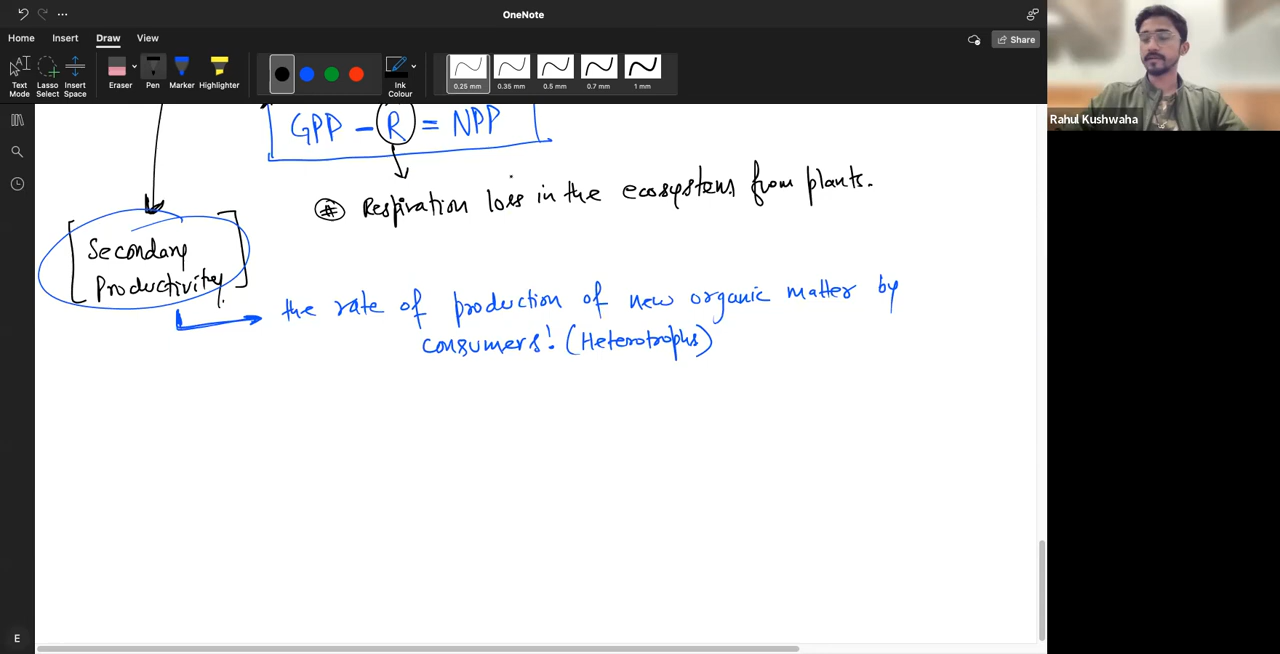 OneNote
Home Insert Draw View
Share
Text Mode Lasso Select Insert Space Eraser Pen Marker Highlighter Ink Colour 0.25 mm 0.35 mm 0.5 mm 0.7 mm 1 mm
Rahul Kushwaha
GPP - R = NPP
# Respiration loss in the ecosystem from plants.
Secondary
Productivity
the rate of production of new organic matter by
consumers! (Heterotrophs)
E